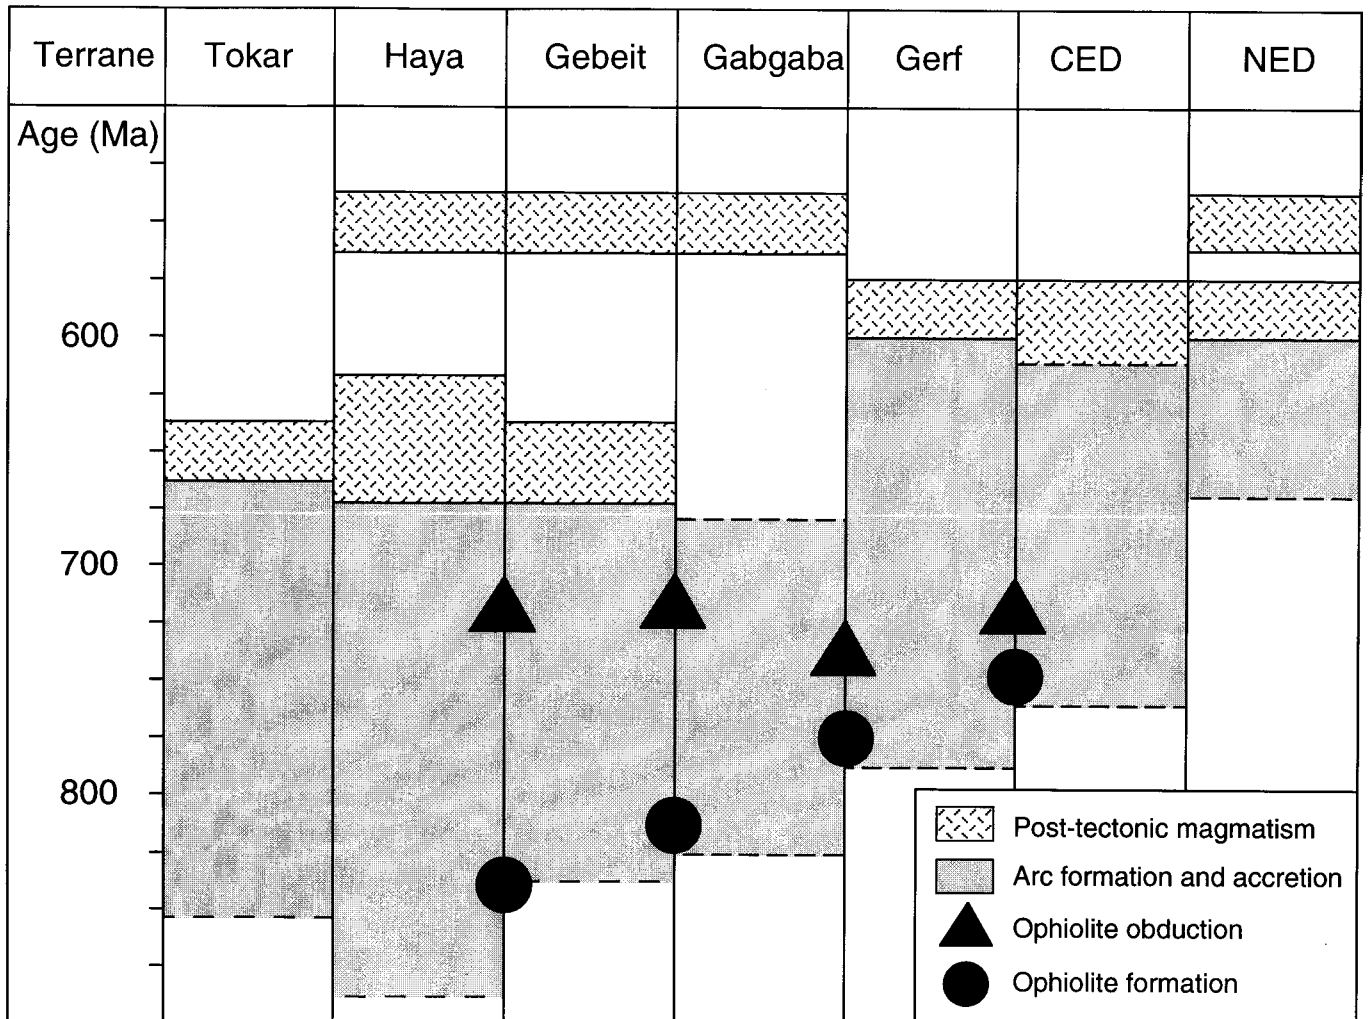 Terrane Tokar Haya Gebeit Gabgaba Gerf CED NED
Age (Ma)
600
700
800
Post-tectonic magmatism
Arc formation and accretion
Ophiolite obduction
Ophiolite formation